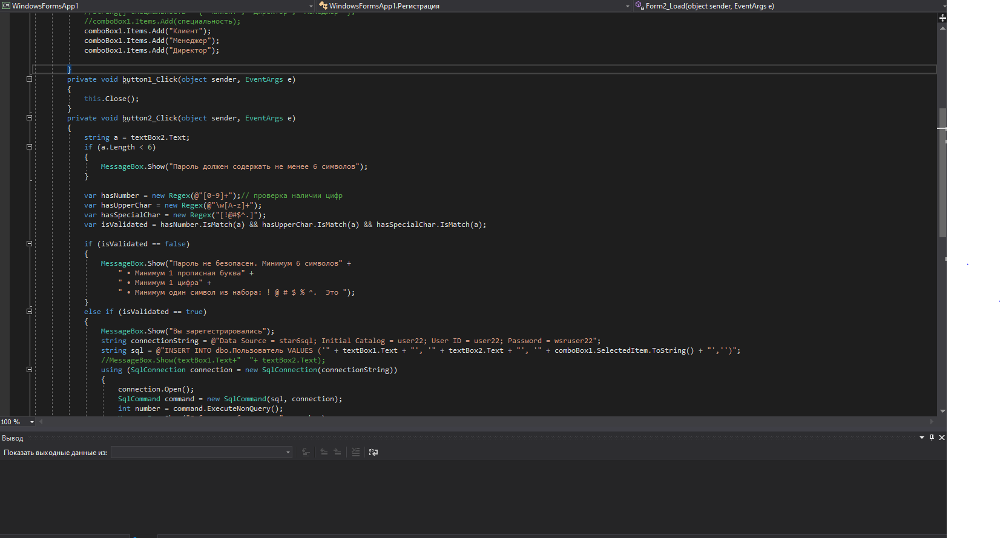 C# WindowsFormsApp1 WindowsFormsApp1.Регистрация Form2_Load(object sender, EventArgs e)
//comboBox1.Items.Add(специальность);
comboBox1.Items.Add("Клиент");
comboBox1.Items.Add("Менеджер");
comboBox1.Items.Add("Директор");
}
private void button1_Click(object sender, EventArgs e)
{
this.Close();
}
private void button2_Click(object sender, EventArgs e)
{
string a = textBox2.Text;
if (a.Length < 6)
{
MessageBox.Show("Пароль должен содержать не менее 6 символов");
}
var hasNumber = new Regex(@"[0-9]+");// проверка наличии цифр
var hasUpperChar = new Regex(@"\w[A-z]+");
var hasSpecialChar = new Regex("[!@#$^.]");
var isValidated = hasNumber.IsMatch(a) && hasUpperChar.IsMatch(a) && hasSpecialChar.IsMatch(a);
if (isValidated == false)
{
MessageBox.Show("Пароль не безопасен. Минимум 6 символов" +
" • Минимум 1 прописная буква" +
" • Минимум 1 цифра" +
" • Минимум один символ из набора: ! @ # $ % ^.  Это ");
}
else if (isValidated == true)
{
MessageBox.Show("Вы зарегестрировались");
string connectionString = @"Data Source = star6sql; Initial Catalog = user22; User ID = user22; Password = wsruser22";
string sql = @"INSERT INTO dbo.Пользователь VALUES ('" + textBox1.Text + "', '" + textBox2.Text + "', '" + comboBox1.SelectedItem.ToString() + "','')";
//MessageBox.Show(textBox1.Text+"  "+ textBox2.Text);
using (SqlConnection connection = new SqlConnection(connectionString))
{
connection.Open();
SqlCommand command = new SqlCommand(sql, connection);
int number = command.ExecuteNonQuery();
100 %
Вывод
Показать выходные данные из: